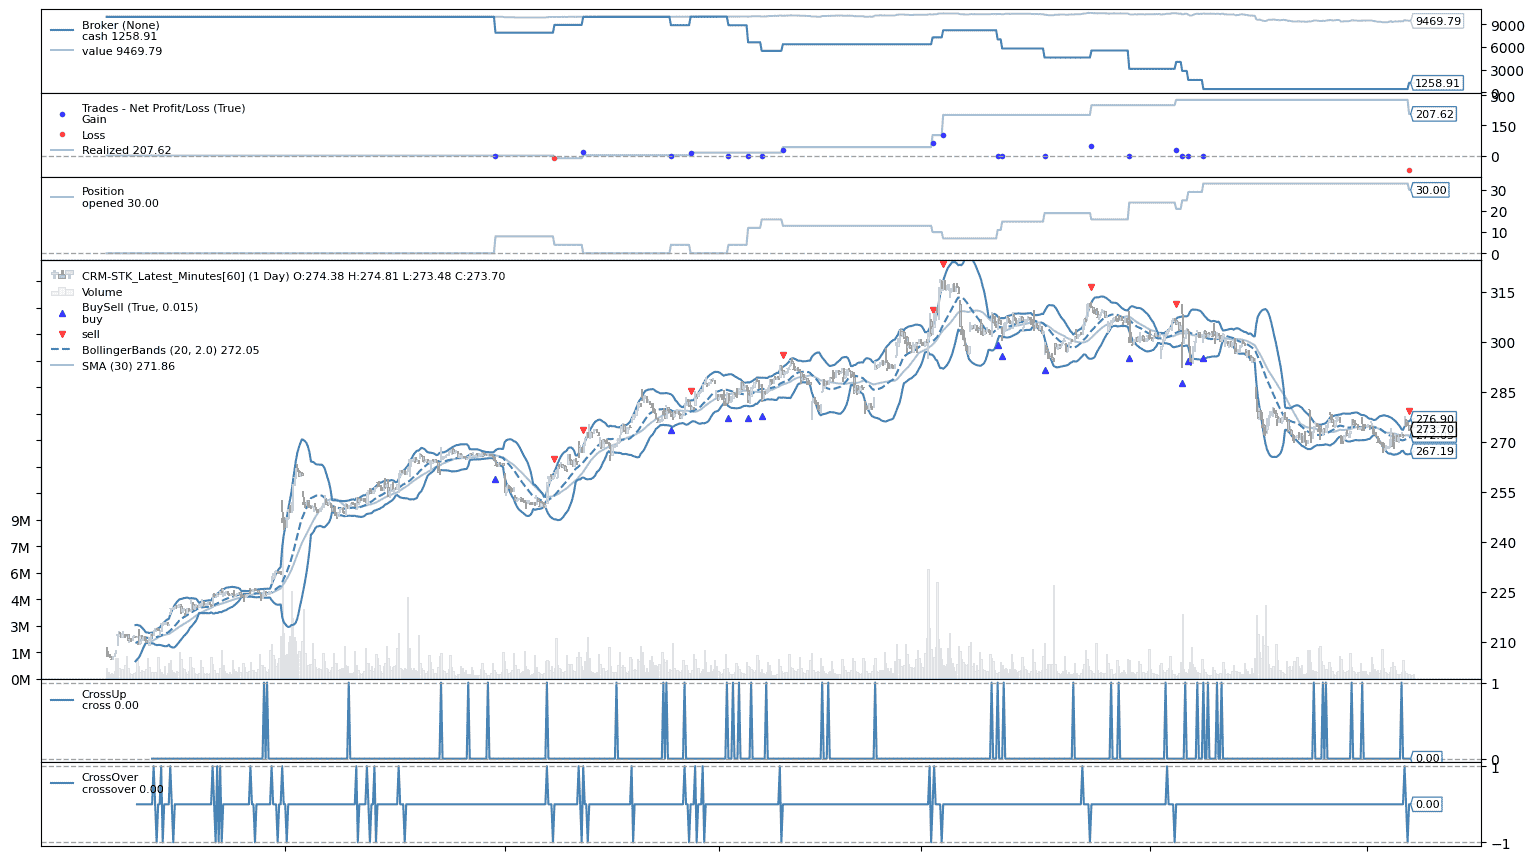 Broker (None)
cash 1258.91
value 9469.79
9469.79
1258.91
9000
6000
3000
0
Trades - Net Profit/Loss (True)
Gain
Loss
Realized 207.62
207.62
300
150
0
Position
opened 30.00
30.00
30
20
10
0
CRM-STK_Latest_Minutes[60] (1 Day) O:274.38 H:274.81 L:273.48 C:273.70
Volume
BuySell (True, 0.015)
buy
sell
BollingerBands (20, 2.0) 272.05
SMA (30) 271.86
276.90
273.70
267.19
315
300
285
270
255
240
225
210
9M
7M
6M
4M
3M
1M
0M
CrossUp
cross 0.00
0.00
1
0
CrossOver
crossover 0.00
0.00
1
−1